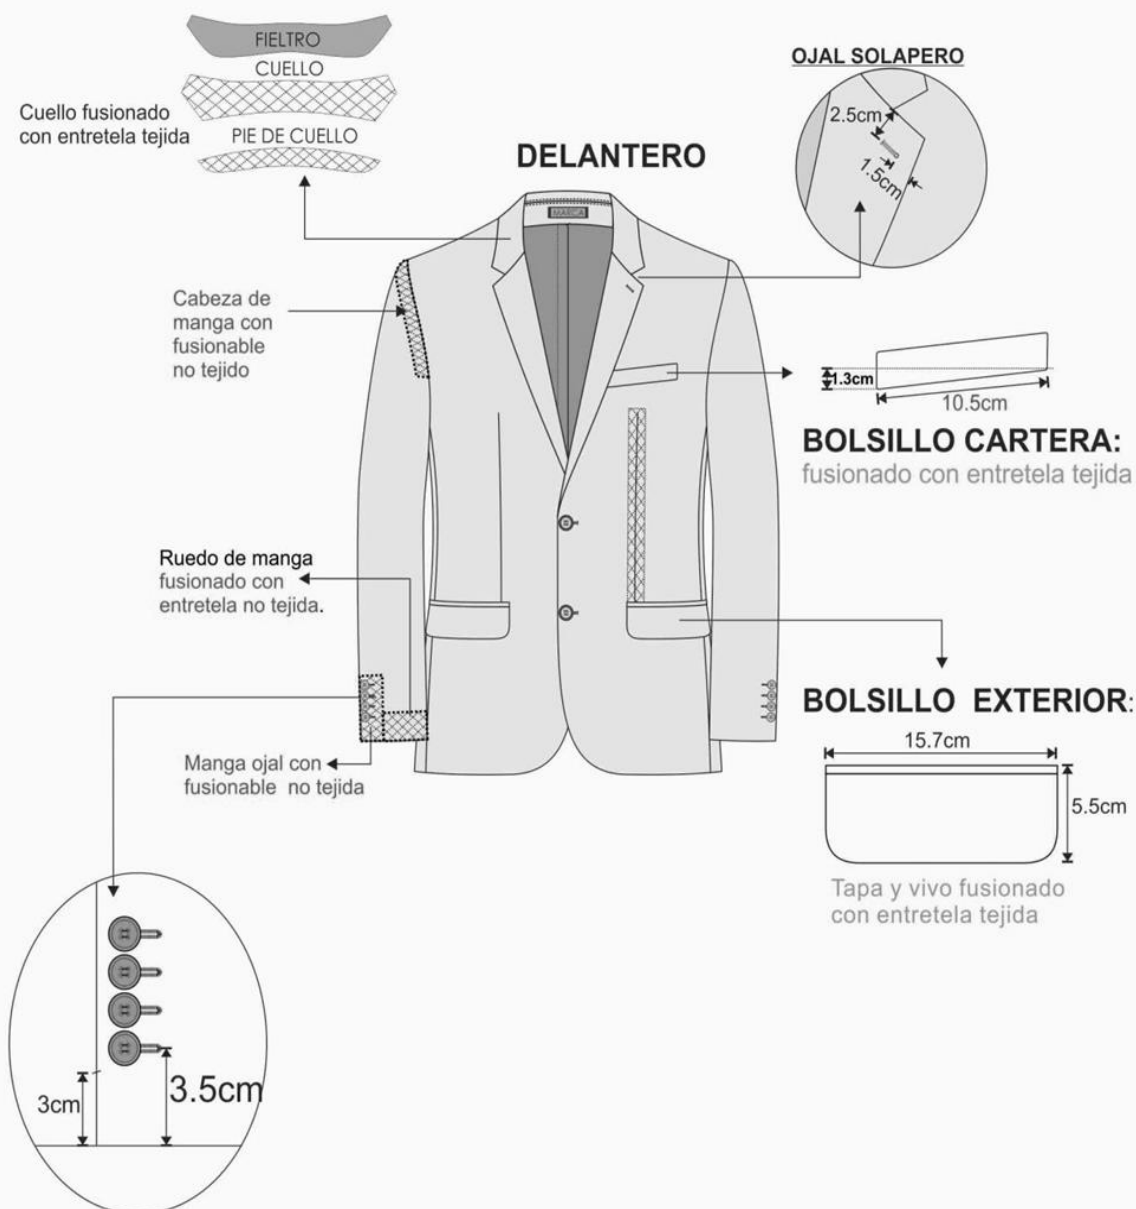 FIELTRO
CUELLO
Cuello fusionado
con entretela tejida
PIE DE CUELLO
OJAL SOLAPERO
2.5cm
1.5cm
DELANTERO
MARCA
Cabeza de
manga con
fusionable
no tejido
1.3cm
10.5cm
BOLSILLO CARTERA:
fusionado con entretela tejida
Ruedo de manga
fusionado con
entretela no tejida.
BOLSILLO EXTERIOR:
15.7cm
5.5cm
Manga ojal con
fusionable no tejida
Tapa y vivo fusionado
con entretela tejida
3cm
3.5cm